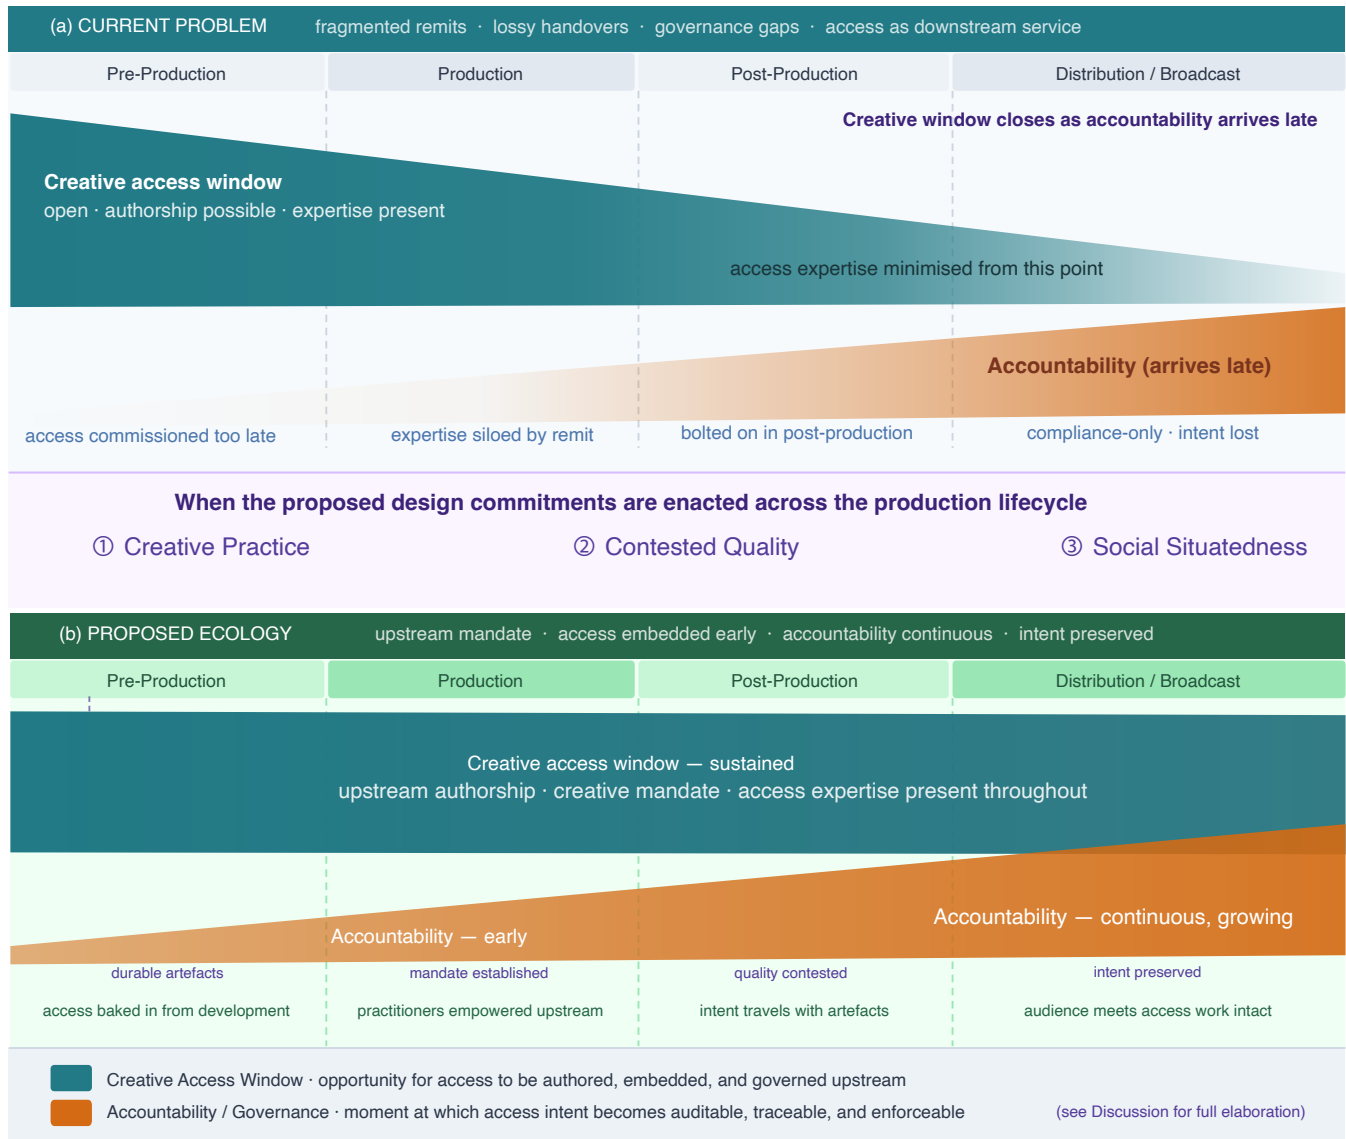 (a) CURRENT PROBLEM fragmented remits · lossy handovers · governance gaps · access as downstream service
Pre-Production Production Post-Production Distribution / Broadcast
Creative window closes as accountability arrives late
Creative access window
open · authorship possible · expertise present
access expertise minimised from this point
Accountability (arrives late)
access commissioned too late expertise siloed by remit bolted on in post-production compliance-only · intent lost
When the proposed design commitments are enacted across the production lifecycle
① Creative Practice ② Contested Quality ③ Social Situatedness
(b) PROPOSED ECOLOGY upstream mandate · access embedded early · accountability continuous · intent preserved
Pre-Production Production Post-Production Distribution / Broadcast
Creative access window — sustained
upstream authorship · creative mandate · access expertise present throughout
Accountability — continuous, growing
Accountability — early
durable artefacts mandate established quality contested intent preserved
access baked in from development practitioners empowered upstream intent travels with artefacts audience meets access work intact
Creative Access Window · opportunity for access to be authored, embedded, and governed upstream
Accountability / Governance · moment at which access intent becomes auditable, traceable, and enforceable (see Discussion for full elaboration)